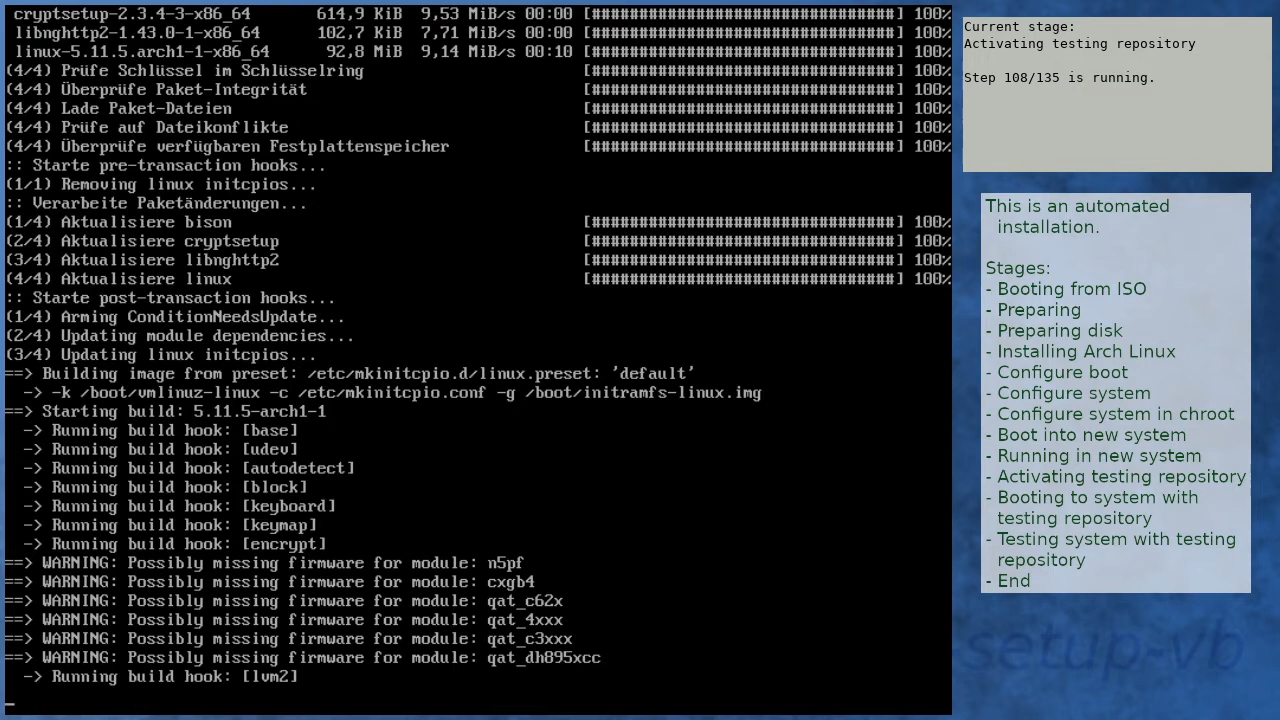 cryptsetup-2.3.4-3-x86_64 614,9 KiB 9,53 MiB/s 00:00 [################################] 100%
libnghttp2-1.43.0-1-x86_64 102,7 KiB 7,71 MiB/s 00:00 [################################] 100%
linux-5.11.5.arch1-1-x86_64 92,8 MiB 9,14 MiB/s 00:10 [################################] 100%
(4/4) Prüfe Schlüssel im Schlüsselring [################################] 100%
(4/4) Überprüfe Paket-Integrität [################################] 100%
(4/4) Lade Paket-Dateien [################################] 100%
(4/4) Prüfe auf Dateikonflikte [################################] 100%
(4/4) Überprüfe verfügbaren Festplattenspeicher [################################] 100%
:: Starte pre-transaction hooks...
(1/1) Removing linux initcpios...
:: Verarbeite Paketänderungen...
(1/4) Aktualisiere bison [################################] 100%
(2/4) Aktualisiere cryptsetup [################################] 100%
(3/4) Aktualisiere libnghttp2 [################################] 100%
(4/4) Aktualisiere linux [################################] 100%
:: Starte post-transaction hooks...
(1/4) Arming ConditionNeedsUpdate...
(2/4) Updating module dependencies...
(3/4) Updating linux initcpios...
==> Building image from preset: /etc/mkinitcpio.d/linux.preset: 'default'
-> -k /boot/vmlinuz-linux -c /etc/mkinitcpio.conf -g /boot/initramfs-linux.img
==> Starting build: 5.11.5-arch1-1
-> Running build hook: [base]
-> Running build hook: [udev]
-> Running build hook: [autodetect]
-> Running build hook: [block]
-> Running build hook: [keyboard]
-> Running build hook: [keymap]
-> Running build hook: [encrypt]
==> WARNING: Possibly missing firmware for module: n5pf
==> WARNING: Possibly missing firmware for module: cxgb4
==> WARNING: Possibly missing firmware for module: qat_c62x
==> WARNING: Possibly missing firmware for module: qat_4xxx
==> WARNING: Possibly missing firmware for module: qat_c3xxx
==> WARNING: Possibly missing firmware for module: qat_dh895xcc
-> Running build hook: [lvm2]
_
Current stage:
Activating testing repository
Step 108/135 is running.
This is an automated
installation.
Stages:
- Booting from ISO
- Preparing
- Preparing disk
- Installing Arch Linux
- Configure boot
- Configure system
- Configure system in chroot
- Boot into new system
- Running in new system
- Activating testing repository
- Booting to system with
testing repository
- Testing system with testing
repository
- End
setup-vb